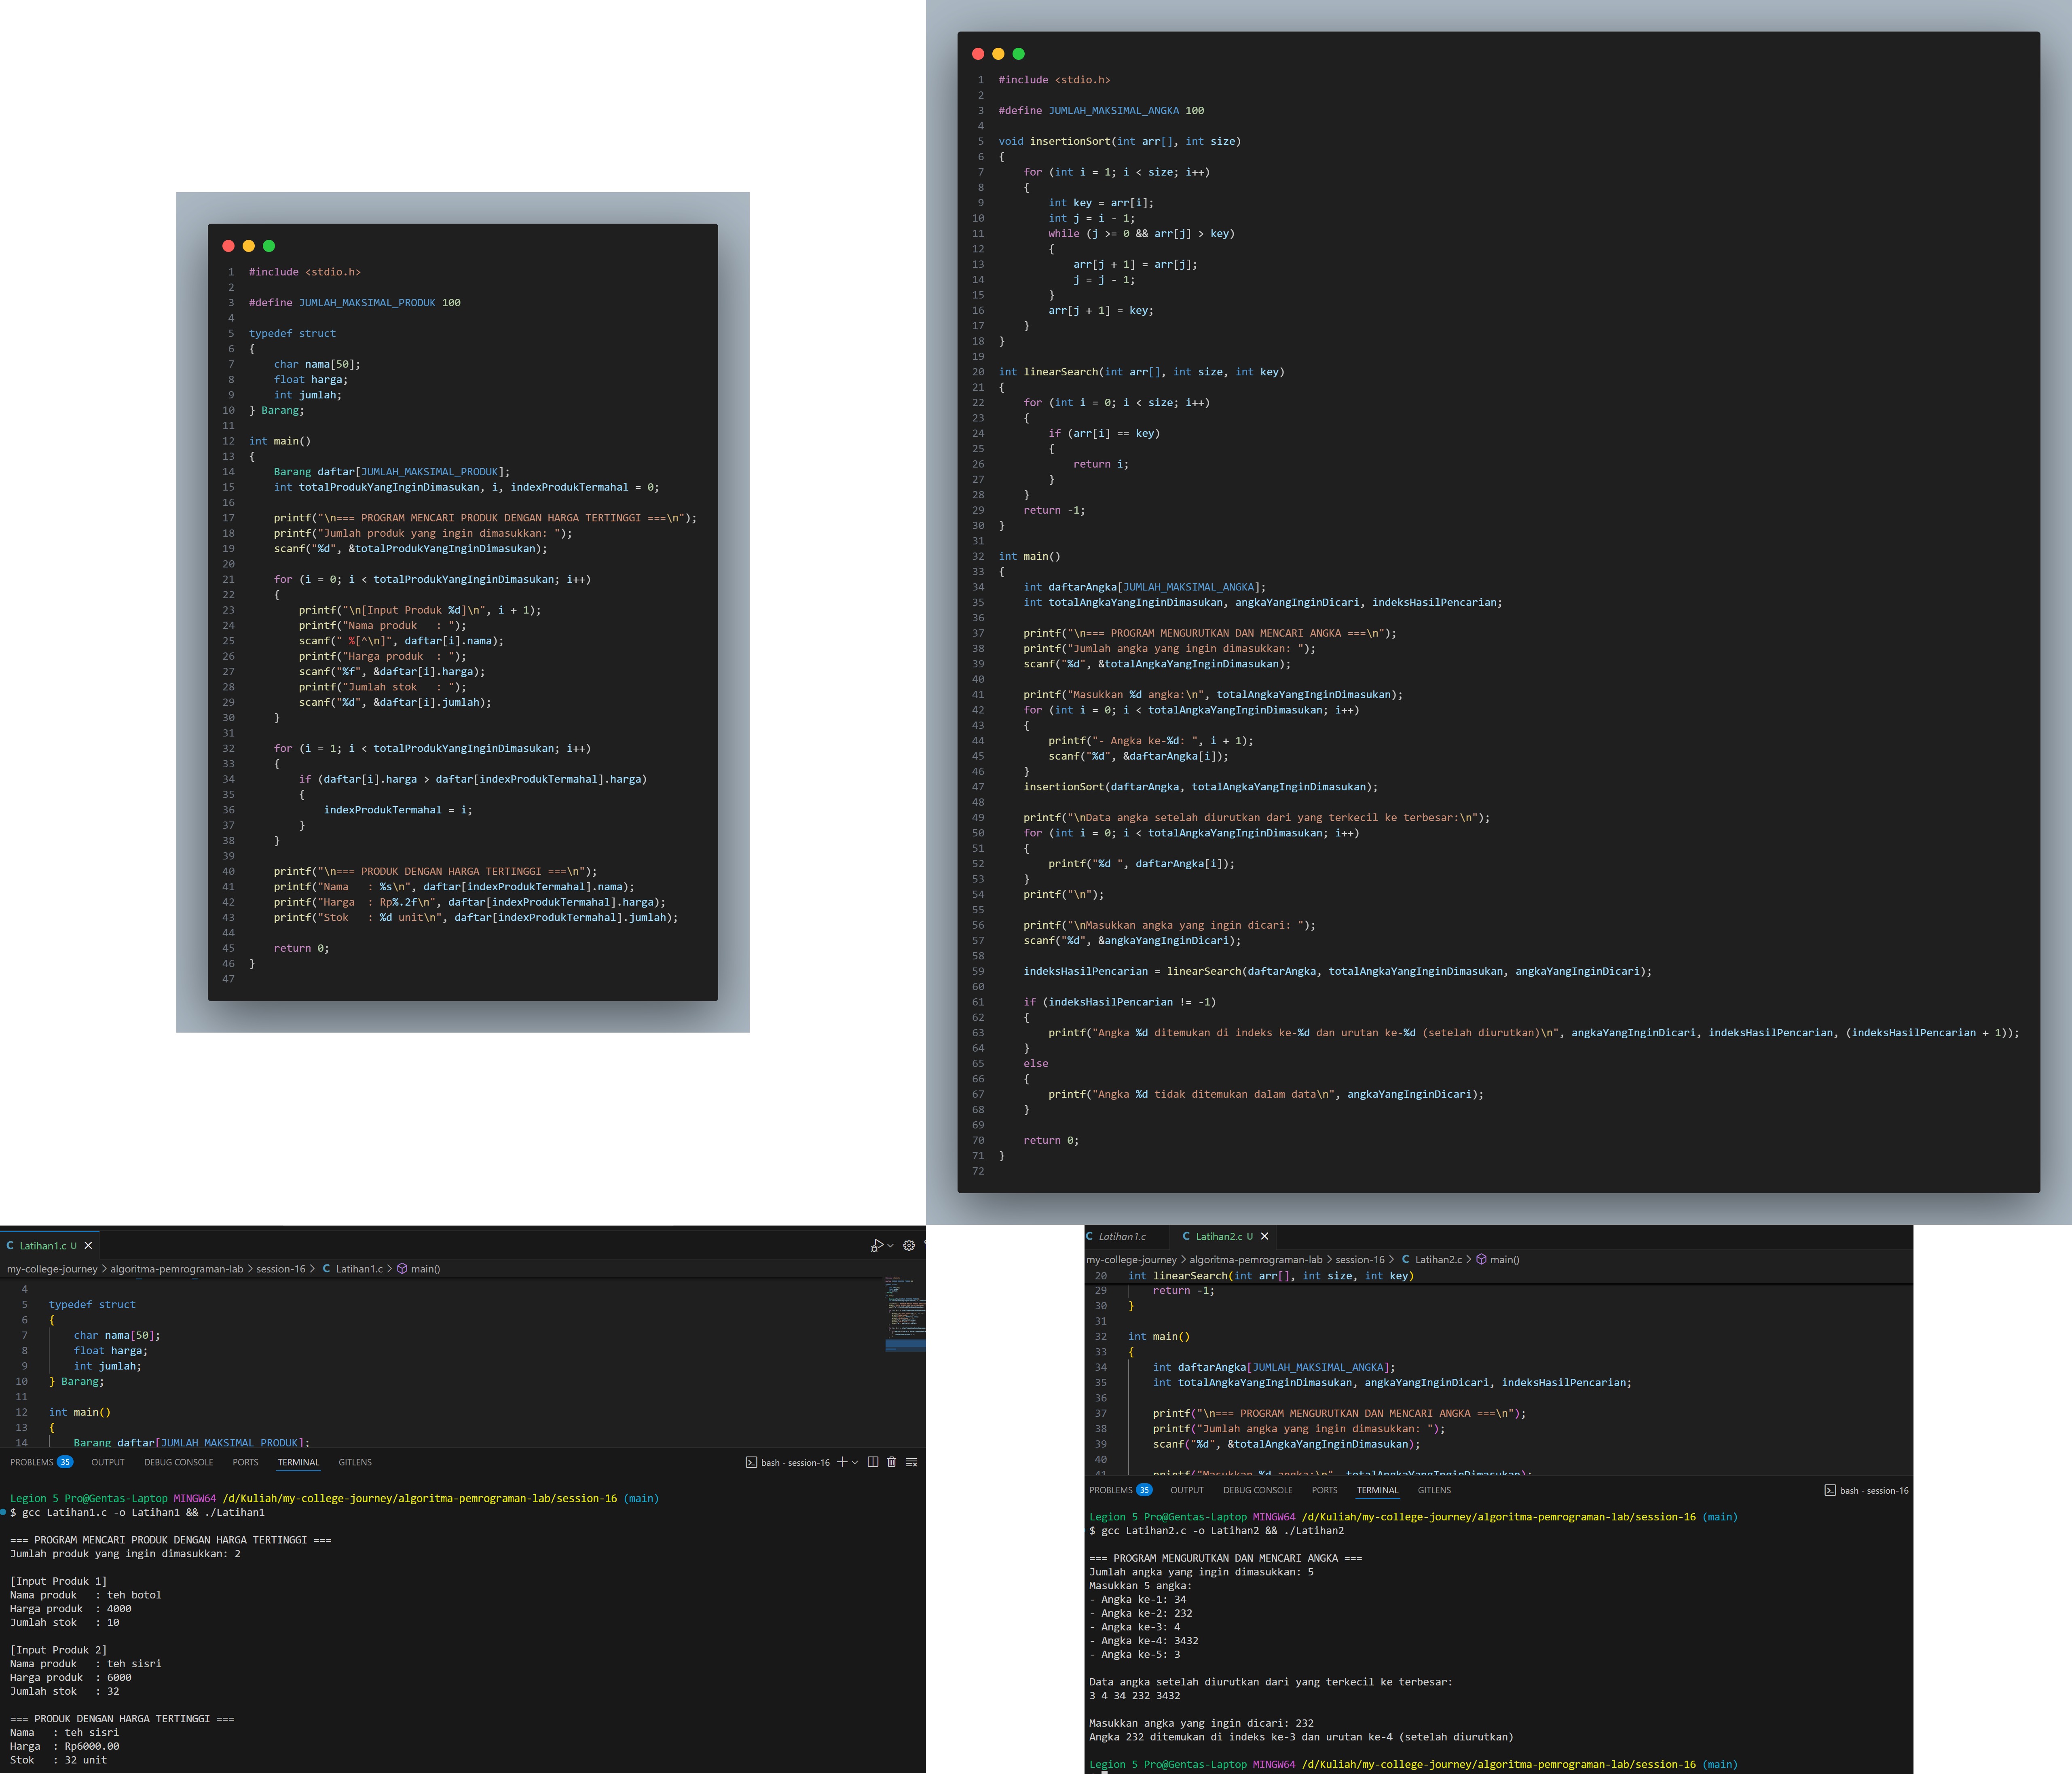 1 #include <stdio.h>
2
3 #define JUMLAH_MAKSIMAL_PRODUK 100
4
5 typedef struct
6 {
7     char nama[50];
8     float harga;
9     int jumlah;
10 } Barang;
11
12 int main()
13 {
14     Barang daftar[JUMLAH_MAKSIMAL_PRODUK];
15     int totalProdukYangInginDimasukan, i, indexProdukTermahal = 0;
16
17     printf("\n=== PROGRAM MENCARI PRODUK DENGAN HARGA TERTINGGI ===\n");
18     printf("Jumlah produk yang ingin dimasukkan: ");
19     scanf("%d", &totalProdukYangInginDimasukan);
20
21     for (i = 0; i < totalProdukYangInginDimasukan; i++)
22     {
23         printf("\n[Input Produk %d]\n", i + 1);
24         printf("Nama produk   : ");
25         scanf(" %[^\n]", daftar[i].nama);
26         printf("Harga produk  : ");
27         scanf("%f", &daftar[i].harga);
28         printf("Jumlah stok   : ");
29         scanf("%d", &daftar[i].jumlah);
30     }
31
32     for (i = 1; i < totalProdukYangInginDimasukan; i++)
33     {
34         if (daftar[i].harga > daftar[indexProdukTermahal].harga)
35         {
36             indexProdukTermahal = i;
37         }
38     }
39
40     printf("\n=== PRODUK DENGAN HARGA TERTINGGI ===\n");
41     printf("Nama   : %s\n", daftar[indexProdukTermahal].nama);
42     printf("Harga  : Rp%.2f\n", daftar[indexProdukTermahal].harga);
43     printf("Stok   : %d unit\n", daftar[indexProdukTermahal].jumlah);
44
45     return 0;
46 }
47
1 #include <stdio.h>
2
3 #define JUMLAH_MAKSIMAL_ANGKA 100
4
5 void insertionSort(int arr[], int size)
6 {
7     for (int i = 1; i < size; i++)
8     {
9         int key = arr[i];
10         int j = i - 1;
11         while (j >= 0 && arr[j] > key)
12         {
13             arr[j + 1] = arr[j];
14             j = j - 1;
15         }
16         arr[j + 1] = key;
17     }
18 }
19
20 int linearSearch(int arr[], int size, int key)
21 {
22     for (int i = 0; i < size; i++)
23     {
24         if (arr[i] == key)
25         {
26             return i;
27         }
28     }
29     return -1;
30 }
31
32 int main()
33 {
34     int daftarAngka[JUMLAH_MAKSIMAL_ANGKA];
35     int totalAngkaYangInginDimasukan, angkaYangInginDicari, indeksHasilPencarian;
36
37     printf("\n=== PROGRAM MENGURUTKAN DAN MENCARI ANGKA ===\n");
38     printf("Jumlah angka yang ingin dimasukkan: ");
39     scanf("%d", &totalAngkaYangInginDimasukan);
40
41     printf("Masukkan %d angka:\n", totalAngkaYangInginDimasukan);
42     for (int i = 0; i < totalAngkaYangInginDimasukan; i++)
43     {
44         printf("- Angka ke-%d: ", i + 1);
45         scanf("%d", &daftarAngka[i]);
46     }
47     insertionSort(daftarAngka, totalAngkaYangInginDimasukan);
48
49     printf("\nData angka setelah diurutkan dari yang terkecil ke terbesar:\n");
50     for (int i = 0; i < totalAngkaYangInginDimasukan; i++)
51     {
52         printf("%d ", daftarAngka[i]);
53     }
54     printf("\n");
55
56     printf("\nMasukkan angka yang ingin dicari: ");
57     scanf("%d", &angkaYangInginDicari);
58
59     indeksHasilPencarian = linearSearch(daftarAngka, totalAngkaYangInginDimasukan, angkaYangInginDicari);
60
61     if (indeksHasilPencarian != -1)
62     {
63         printf("Angka %d ditemukan di indeks ke-%d dan urutan ke-%d (setelah diurutkan)\n", angkaYangInginDicari, indeksHasilPencarian, (indeksHasilPencarian + 1));
64     }
65     else
66     {
67         printf("Angka %d tidak ditemukan dalam data\n", angkaYangInginDicari);
68     }
69
70     return 0;
71 }
72
C Latihan1.c U
my-college-journey > algoritma-pemrograman-lab > session-16 > C Latihan1.c > main()
4
5 typedef struct
6 {
7     char nama[50];
8     float harga;
9     int jumlah;
10 } Barang;
11
12 int main()
13 {
14     Barang daftar[JUMLAH_MAKSIMAL_PRODUK];
PROBLEMS 35 OUTPUT DEBUG CONSOLE PORTS TERMINAL GITLENS bash - session-16
Legion 5 Pro@Gentas-Laptop MINGW64 /d/Kuliah/my-college-journey/algoritma-pemrograman-lab/session-16 (main)
$ gcc Latihan1.c -o Latihan1 && ./Latihan1
=== PROGRAM MENCARI PRODUK DENGAN HARGA TERTINGGI ===
Jumlah produk yang ingin dimasukkan: 2
[Input Produk 1]
Nama produk   : teh botol
Harga produk  : 4000
Jumlah stok   : 10
[Input Produk 2]
Nama produk   : teh sisri
Harga produk  : 6000
Jumlah stok   : 32
=== PRODUK DENGAN HARGA TERTINGGI ===
Nama   : teh sisri
Harga  : Rp6000.00
Stok   : 32 unit
C Latihan1.c C Latihan2.c U
my-college-journey > algoritma-pemrograman-lab > session-16 > C Latihan2.c > main()
20 int linearSearch(int arr[], int size, int key)
29     return -1;
30 }
31
32 int main()
33 {
34     int daftarAngka[JUMLAH_MAKSIMAL_ANGKA];
35     int totalAngkaYangInginDimasukan, angkaYangInginDicari, indeksHasilPencarian;
36
37     printf("\n=== PROGRAM MENGURUTKAN DAN MENCARI ANGKA ===\n");
38     printf("Jumlah angka yang ingin dimasukkan: ");
39     scanf("%d", &totalAngkaYangInginDimasukan);
40
41     printf("Masukkan %d angka:\n", totalAngkaYangInginDimasukan);
PROBLEMS 35 OUTPUT DEBUG CONSOLE PORTS TERMINAL GITLENS bash - session-16
Legion 5 Pro@Gentas-Laptop MINGW64 /d/Kuliah/my-college-journey/algoritma-pemrograman-lab/session-16 (main)
$ gcc Latihan2.c -o Latihan2 && ./Latihan2
=== PROGRAM MENGURUTKAN DAN MENCARI ANGKA ===
Jumlah angka yang ingin dimasukkan: 5
Masukkan 5 angka:
- Angka ke-1: 34
- Angka ke-2: 232
- Angka ke-3: 4
- Angka ke-4: 3432
- Angka ke-5: 3
Data angka setelah diurutkan dari yang terkecil ke terbesar:
3 4 34 232 3432
Masukkan angka yang ingin dicari: 232
Angka 232 ditemukan di indeks ke-3 dan urutan ke-4 (setelah diurutkan)
Legion 5 Pro@Gentas-Laptop MINGW64 /d/Kuliah/my-college-journey/algoritma-pemrograman-lab/session-16 (main)